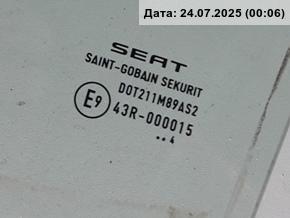 Дата: 24.07.2025 (00:06)
SEAT
SAINT-GOBAIN SEKURIT
DOT211M89AS2
E9 43R-000015
•• 4